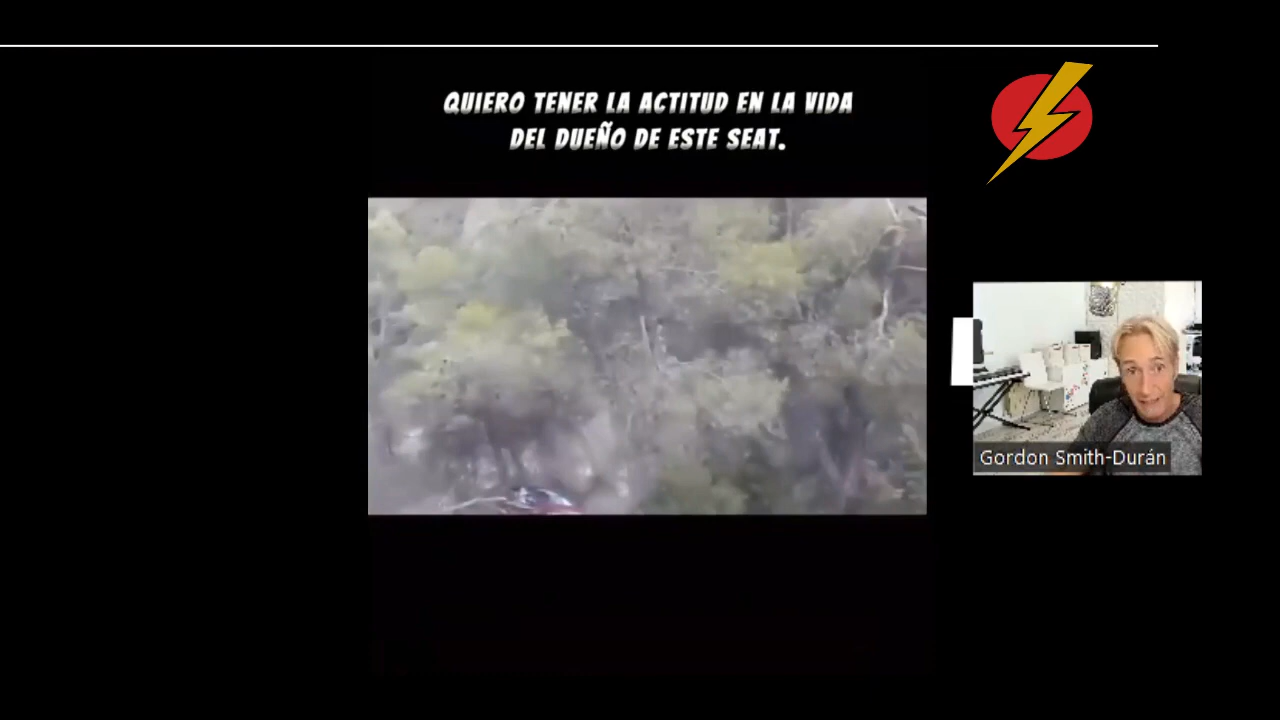 QUIERO TENER LA ACTITUD EN LA VIDA
DEL DUEÑO DE ESTE SEAT.
Gordon Smith-Durán